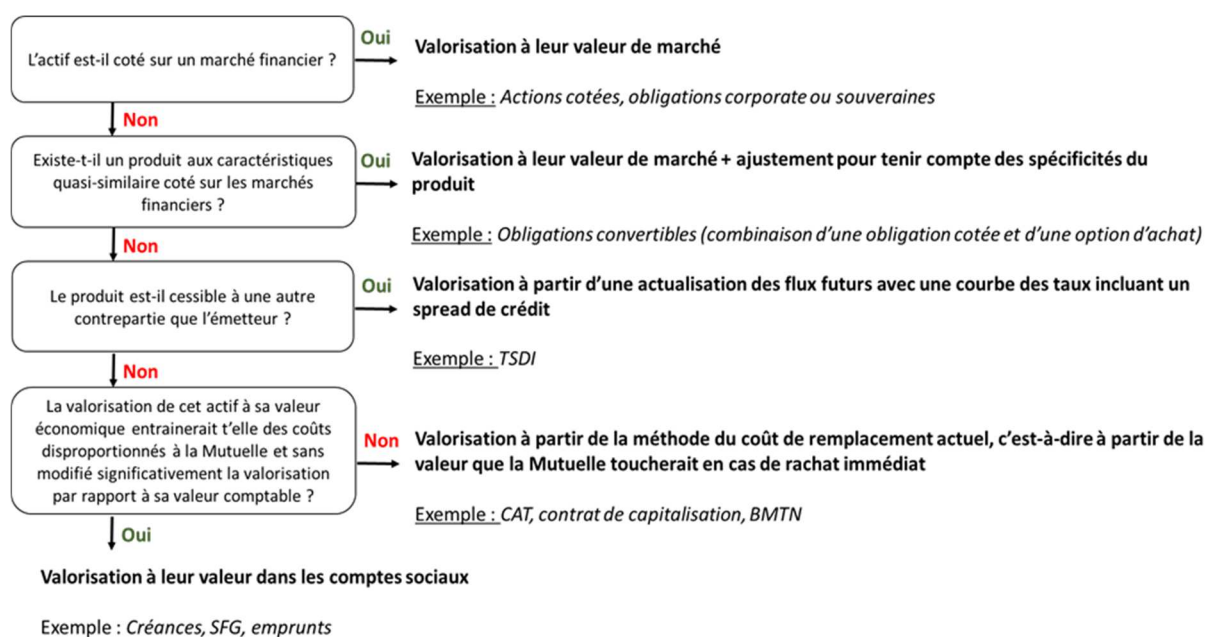 L'actif est-il coté sur un marché financier ?
Oui
Valorisation à leur valeur de marché
Exemple : Actions cotées, obligations corporate ou souveraines
Non
Existe-t-il un produit aux caractéristiques
quasi-similaire coté sur les marchés
financiers ?
Oui
Valorisation à leur valeur de marché + ajustement pour tenir compte des spécificités du
produit
Exemple : Obligations convertibles (combinaison d'une obligation cotée et d'une option d'achat)
Non
Le produit est-il cessible à une autre
contrepartie que l'émetteur ?
Oui
Valorisation à partir d'une actualisation des flux futurs avec une courbe des taux incluant un
spread de crédit
Exemple : TSDI
Non
La valorisation de cet actif à sa valeur
économique entrainerait t'elle des coûts
disproportionnés à la Mutuelle et sans
modifié significativement la valorisation
par rapport à sa valeur comptable ?
Non
Valorisation à partir de la méthode du coût de remplacement actuel, c'est-à-dire à partir de la
valeur que la Mutuelle toucherait en cas de rachat immédiat
Exemple : CAT, contrat de capitalisation, BMTN
Oui
Valorisation à leur valeur dans les comptes sociaux
Exemple : Créances, SFG, emprunts